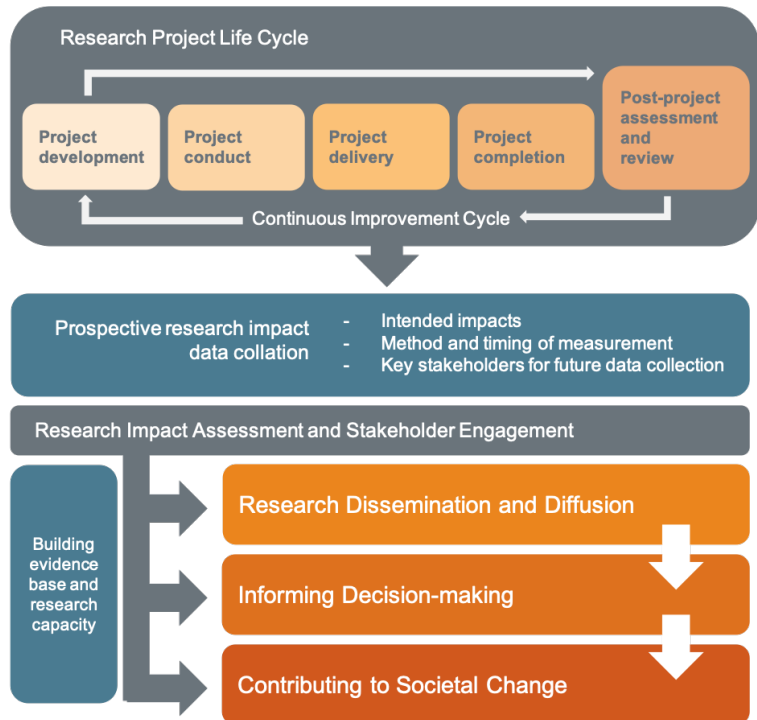 Research Project Life Cycle
Project
development
Project
conduct
Project
delivery
Project
completion
Post-project
assessment
and
review
Continuous Improvement Cycle
Prospective research impact
data collation
- Intended impacts
- Method and timing of measurement
- Key stakeholders for future data collection
Research Impact Assessment and Stakeholder Engagement
Building
evidence
base and
research
capacity
Research Dissemination and Diffusion
Informing Decision-making
Contributing to Societal Change